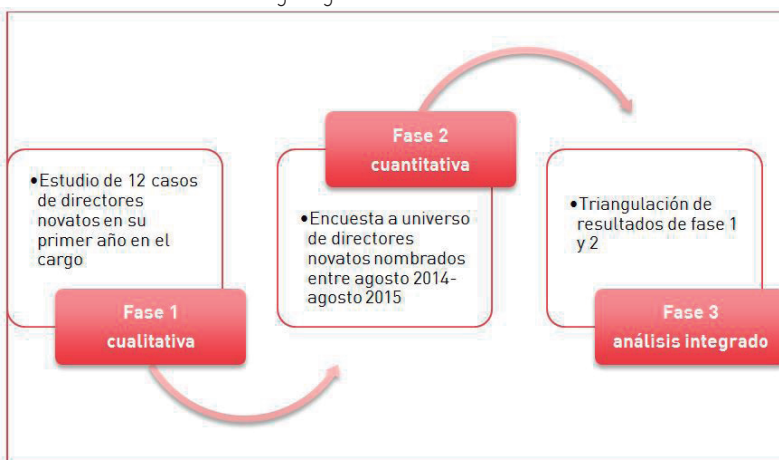 •Estudio de 12 casos
de directores
novatos en su
primer año en el
cargo
Fase 1
cualitativa
Fase 2
cuantitativa
•Encuesta a universo
de directores
novatos nombrados
entre agosto 2014-
agosto 2015
•Triangulación de
resultados de fase 1
y 2
Fase 3
análisis integrado